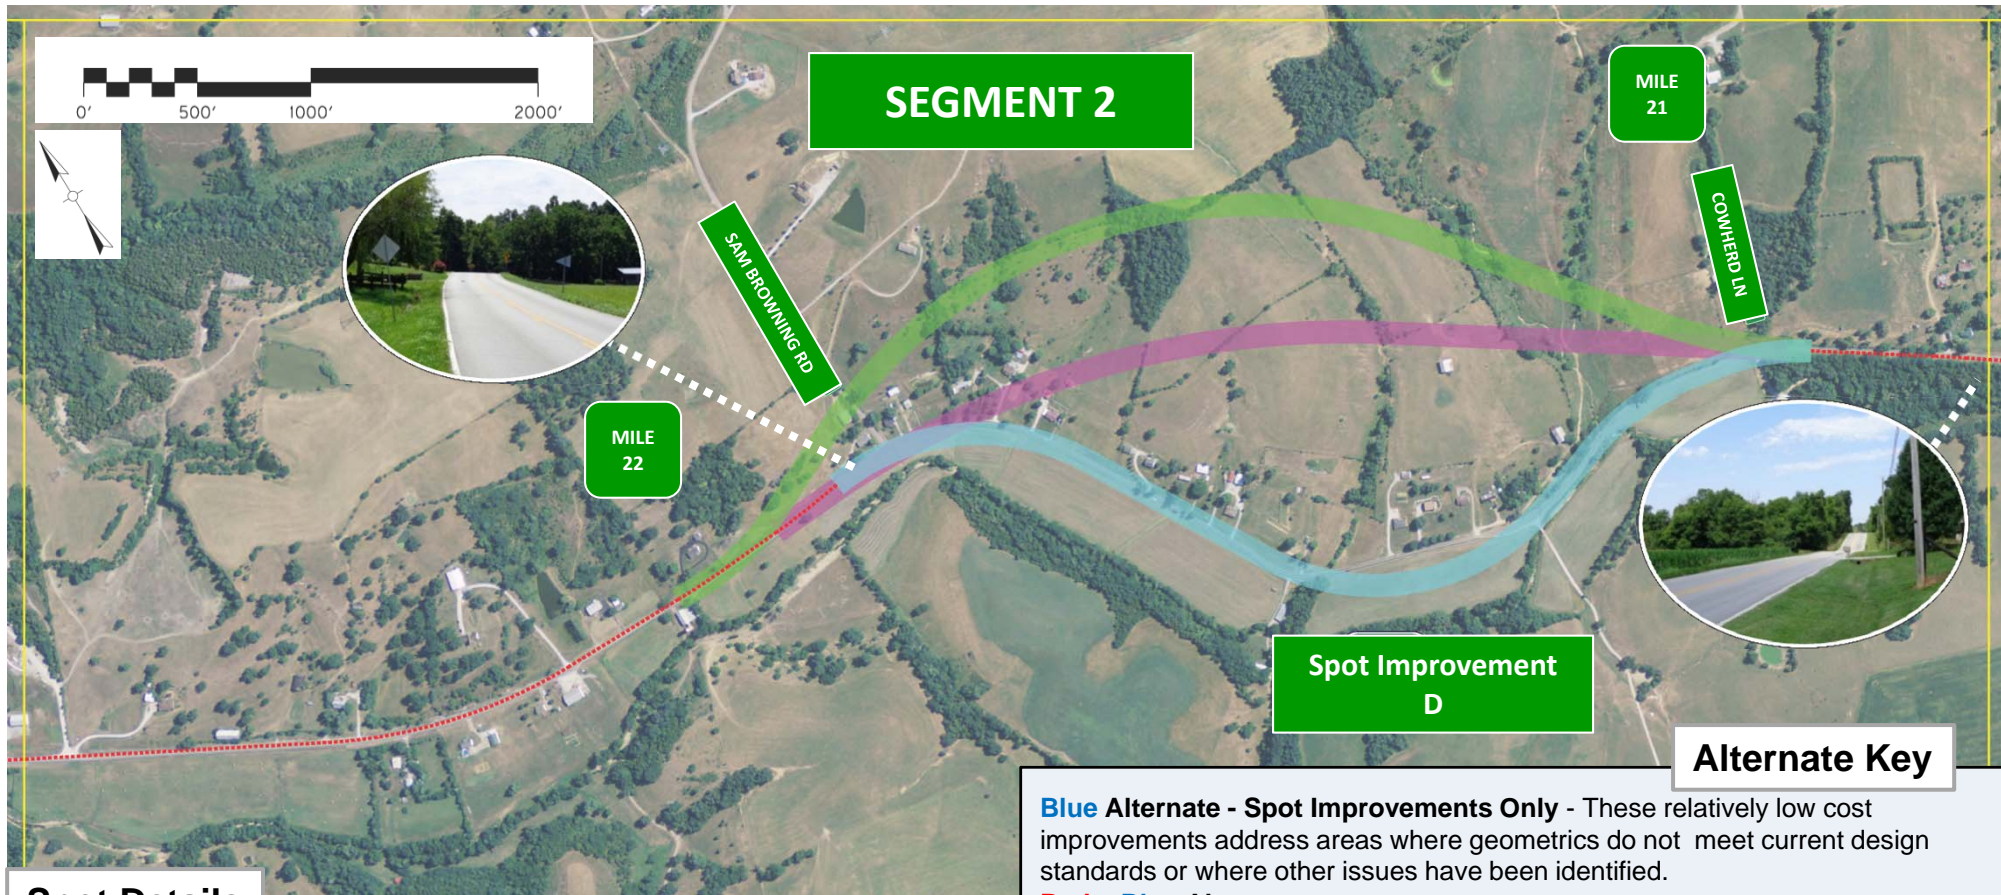 0' 500' 1000' 2000'
SEGMENT 2
MILE
21
SAM BROWNING RD
COWHERD LN
MILE
22
Spot Improvement
D
Alternate Key
Blue Alternate - Spot Improvements Only - These relatively low cost
improvements address areas where geometrics do not meet current design
standards or where other issues have been identified.
Spot Details